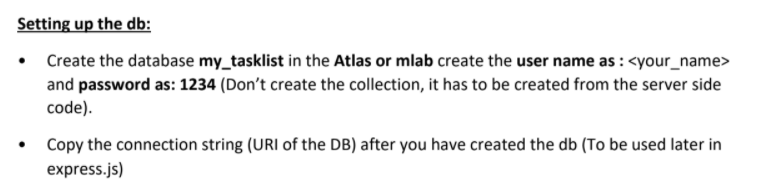 Setting up the db:
• Create the database my_tasklist in the Atlas or mlab create the user name as : <your_name>
and password as: 1234 (Don’t create the collection, it has to be created from the server side
code).
• Copy the connection string (URI of the DB) after you have created the db (To be used later in
express.js)